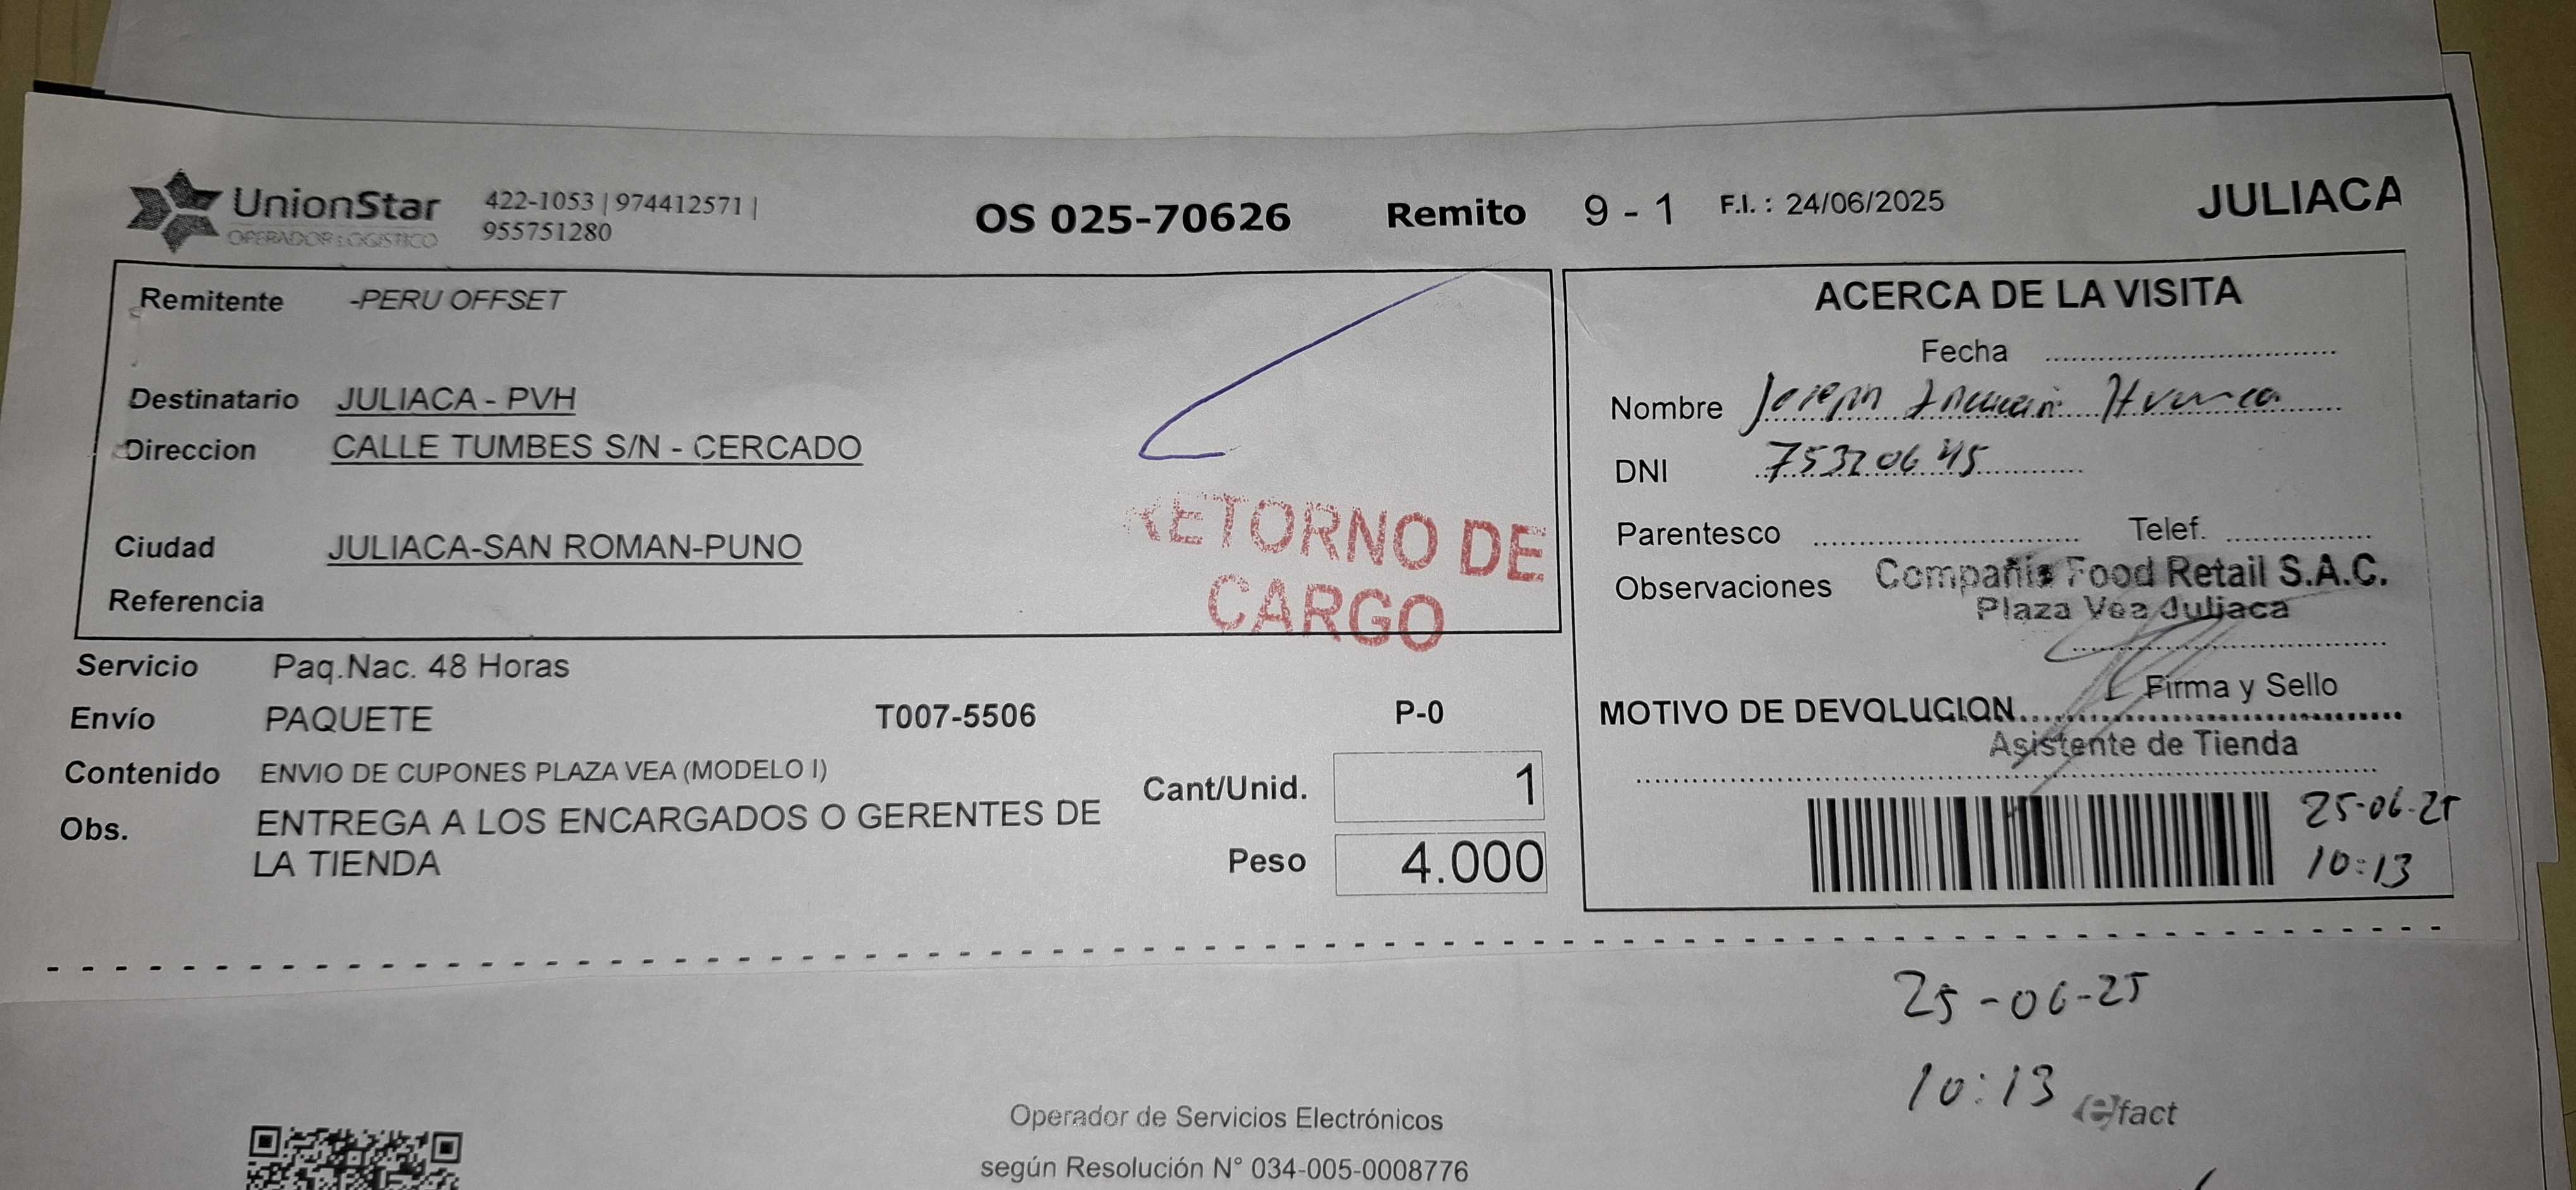 UnionStar
OPERADOR LOGISTICO
422-1053 | 974412571 |
955751280
OS 025-70626 Remito 9 - 1 F.I. : 24/06/2025 JULIACA
Remitente -PERU OFFSET
Destinatario JULIACA - PVH
Direccion CALLE TUMBES S/N - CERCADO
Ciudad JULIACA-SAN ROMAN-PUNO
Referencia
RETORNO DE
CARGO
Servicio Paq.Nac. 48 Horas
Envío PAQUETE T007-5506 P-0
Contenido ENVIO DE CUPONES PLAZA VEA (MODELO I)
Cant/Unid. 1
Obs. ENTREGA A LOS ENCARGADOS O GERENTES DE
LA TIENDA
Peso 4.000
ACERCA DE LA VISITA
Fecha
Nombre Joseph
DNI 75320645
Parentesco Telef.
Observaciones Compañia Food Retail S.A.C.
Plaza Vea Juliaca
Firma y Sello
MOTIVO DE DEVOLUCION
Asistente de Tienda
25-06-25
10:13
25-06-25
10:13
efact
Operador de Servicios Electrónicos
según Resolución N° 034-005-0008776